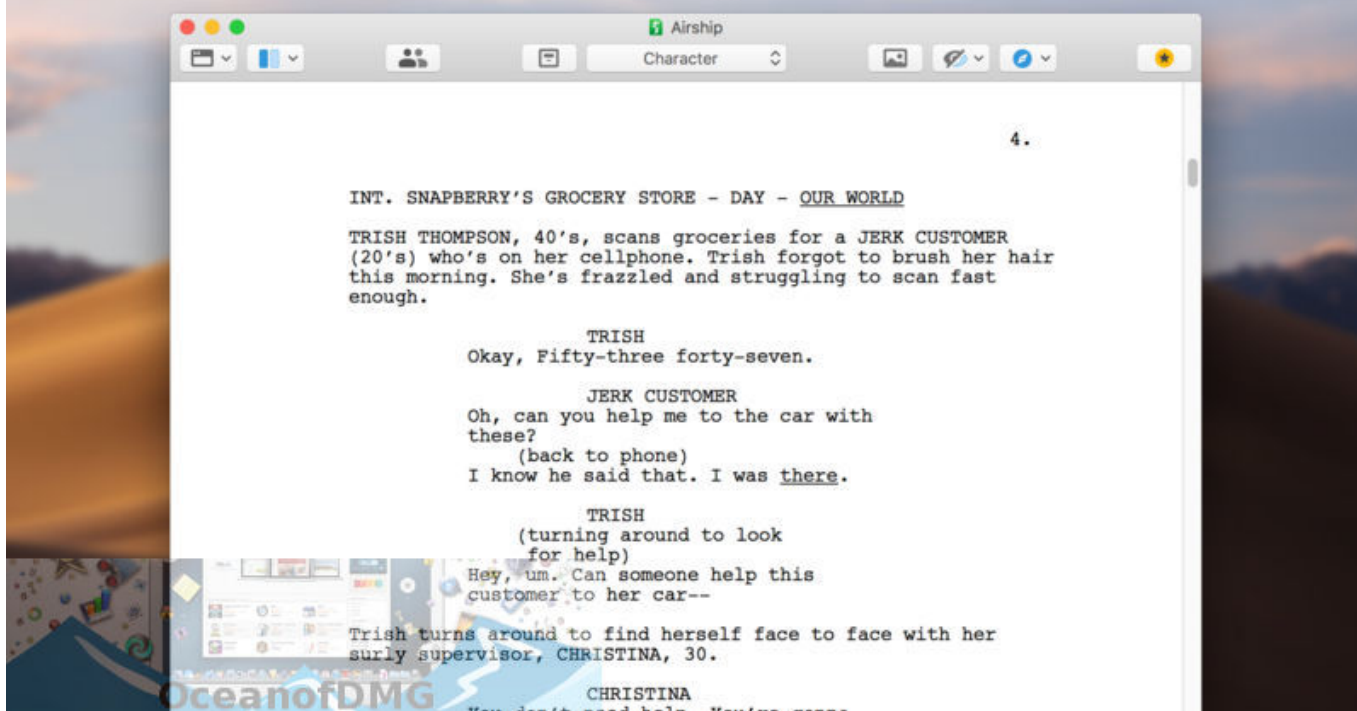 Airship
Character
4.
INT. SNAPBERRY'S GROCERY STORE – DAY – OUR WORLD
TRISH THOMPSON, 40's, scans groceries for a JERK CUSTOMER
(20's) who's on her cellphone. Trish forgot to brush her hair
this morning. She's frazzled and struggling to scan fast
enough.
TRISH
Okay, Fifty-three forty-seven.
JERK CUSTOMER
Oh, can you help me to the car with
these?
(back to phone)
I know he said that. I was there.
TRISH
(turning around to look
for help)
Hey, um. Can someone help this
customer to her car--
Trish turns around to find herself face to face with her
surly supervisor, CHRISTINA, 30.
OceanofDMG
CHRISTINA